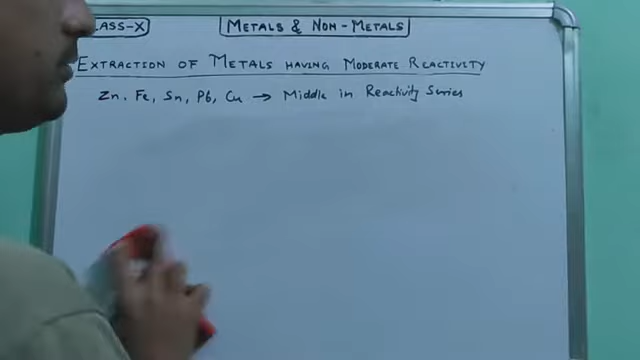 CLASS-X
METALS & NON-METALS
EXTRACTION OF METALS HAVING MODERATE REACTIVITY
Zn, Fe, Sn, Pb, Cu → Middle in Reactivity Series